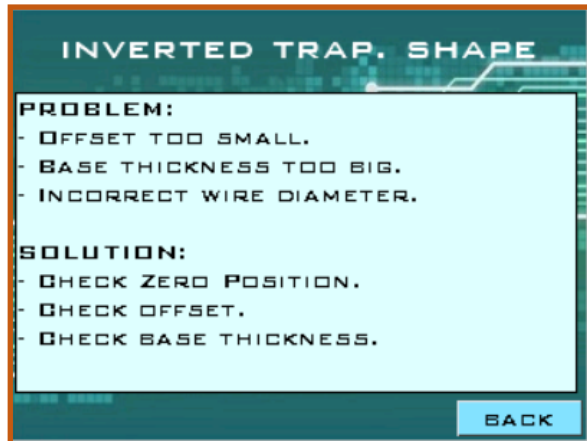 INVERTED TRAP. SHAPE
PROBLEM:
- OFFSET TOO SMALL.
- BASE THICKNESS TOO BIG.
- INCORRECT WIRE DIAMETER.
SOLUTION:
- CHECK ZERO POSITION.
- CHECK OFFSET.
- CHECK BASE THICKNESS.
BACK